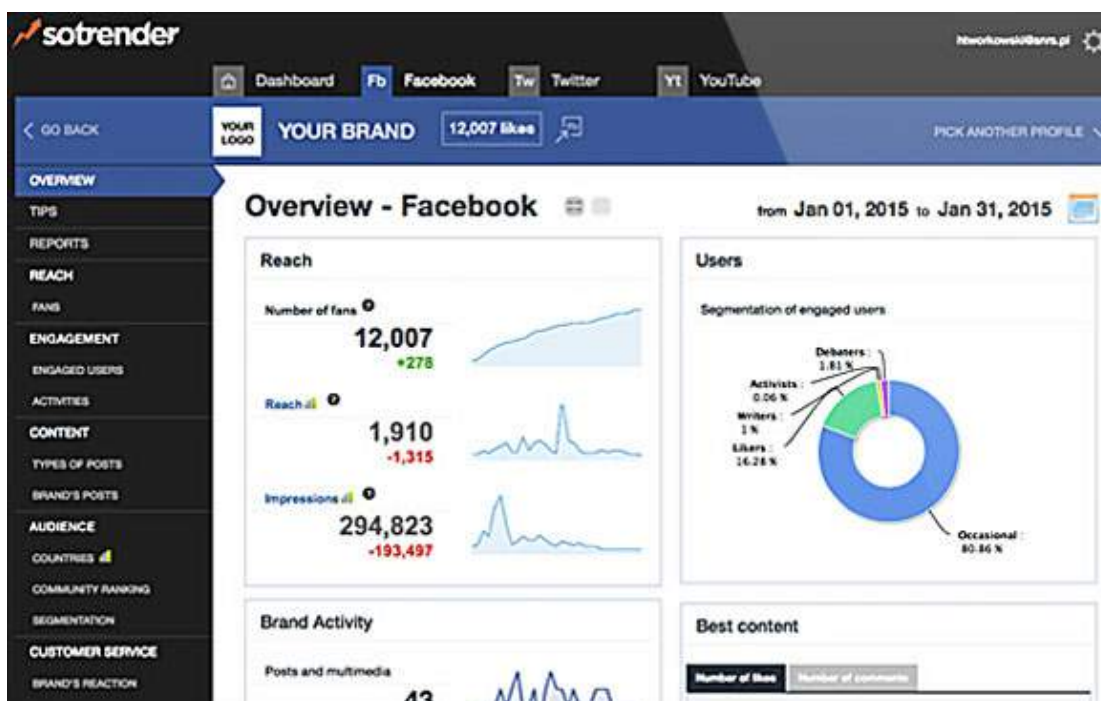 sotrender
Dashboard Fb Facebook Tw Twitter Yt YouTube
GO BACK
YOUR LOGO
YOUR BRAND
12,007 likes
PICK ANOTHER PROFILE
OVERVIEW
TIPS
REPORTS
REACH
FANS
ENGAGEMENT
ENGAGED USERS
ACTIVITIES
CONTENT
TYPES OF POSTS
BRAND'S POSTS
AUDIENCE
COUNTRIES
COMMUNITY RANKING
SEGMENTATION
CUSTOMER SERVICE
BRAND'S REACTION
Overview - Facebook
from Jan 01, 2015 to Jan 31, 2015
Reach
Number of fans ?
12,007
+278
Reach ?
1,910
-1,315
Impressions ?
294,823
-193,497
Users
Segmentation of engaged users
Debaters :
1.81 %
Activists :
0.06 %
Writers :
1 %
Likers :
16.28 %
Occasional :
80.86 %
Brand Activity
Posts and multimedia
43
Best content
Number of likes
Number of comments